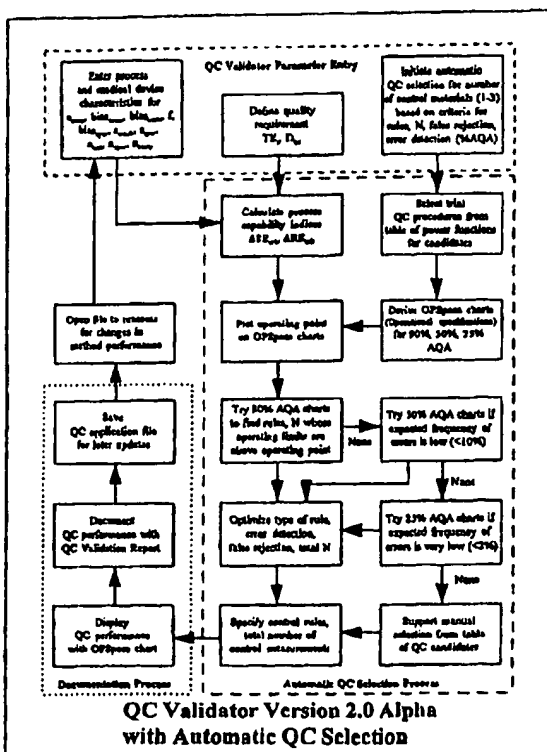 QC Validator Parameter Entry
Enter process
and medical device
characteristics for
Define quality
requirement
Initiate automatic
QC selection for number
of control materials (1-3)
based on criteria for
rules, N, false rejection,
error detection (%AQA)
Calculate process
capability indices
Select trial
QC procedures from
table of power functions
for candidates
Open file to reassess
for changes in
method performance
Plot operating point
on OPSpecs charts
Derive OPSpecs charts
(Operational specifications)
for 90%, 50%, 25%
AQA
Save
QC application file
for later updates
Try 90% AQA charts
to find rules, N whose
operating limits are
above operating point
None
Try 50% AQA charts if
expected frequency of
errors is low (<10%)
None
Document
QC performance with
QC Validation Report
Optimize type of rule,
error detection,
false rejection, total N
Try 25% AQA charts if
expected frequency of
errors is very low (<2%)
None
Display
QC performance
with OPSpecs chart
Specify control rules,
total number of
control measurements
Support manual
selection from table
of QC candidates
Documentation Process
Automatic QC Selection Process
QC Validator Version 2.0 Alpha
with Automatic QC Selection